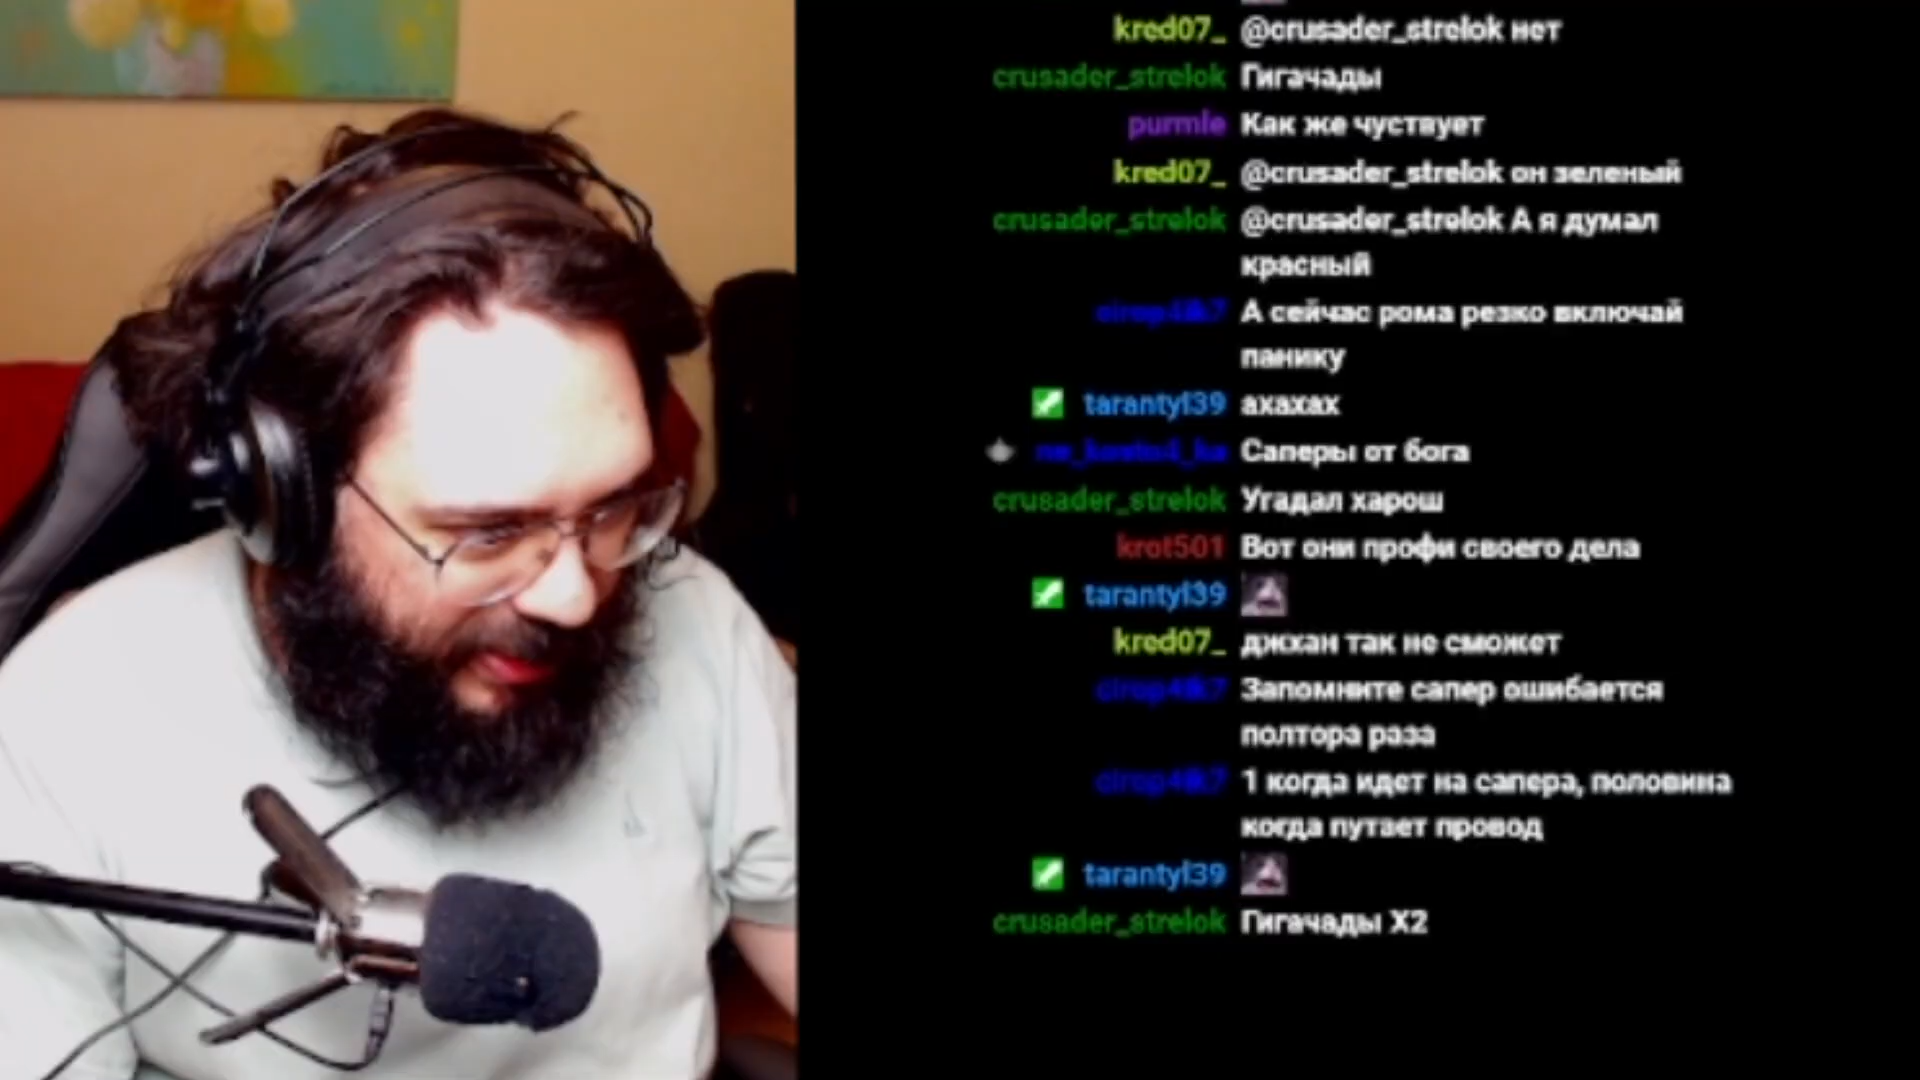 kred07_ @crusader_strelok нет
crusader_strelok Гигачады
purmle Как же чуствует
kred07_ @crusader_strelok он зеленый
crusader_strelok @crusader_strelok А я думал
красный
А сейчас рома резко включай
панику
tarantyl39 ахахах
Саперы от бога
crusader_strelok Угадал харош
krot501 Вот они профи своего дела
tarantyl39
kred07_ джхан так не сможет
Запомните сапер ошибается
полтора раза
1 когда идет на сапера, половина
когда путает провод
tarantyl39
crusader_strelok Гигачады X2